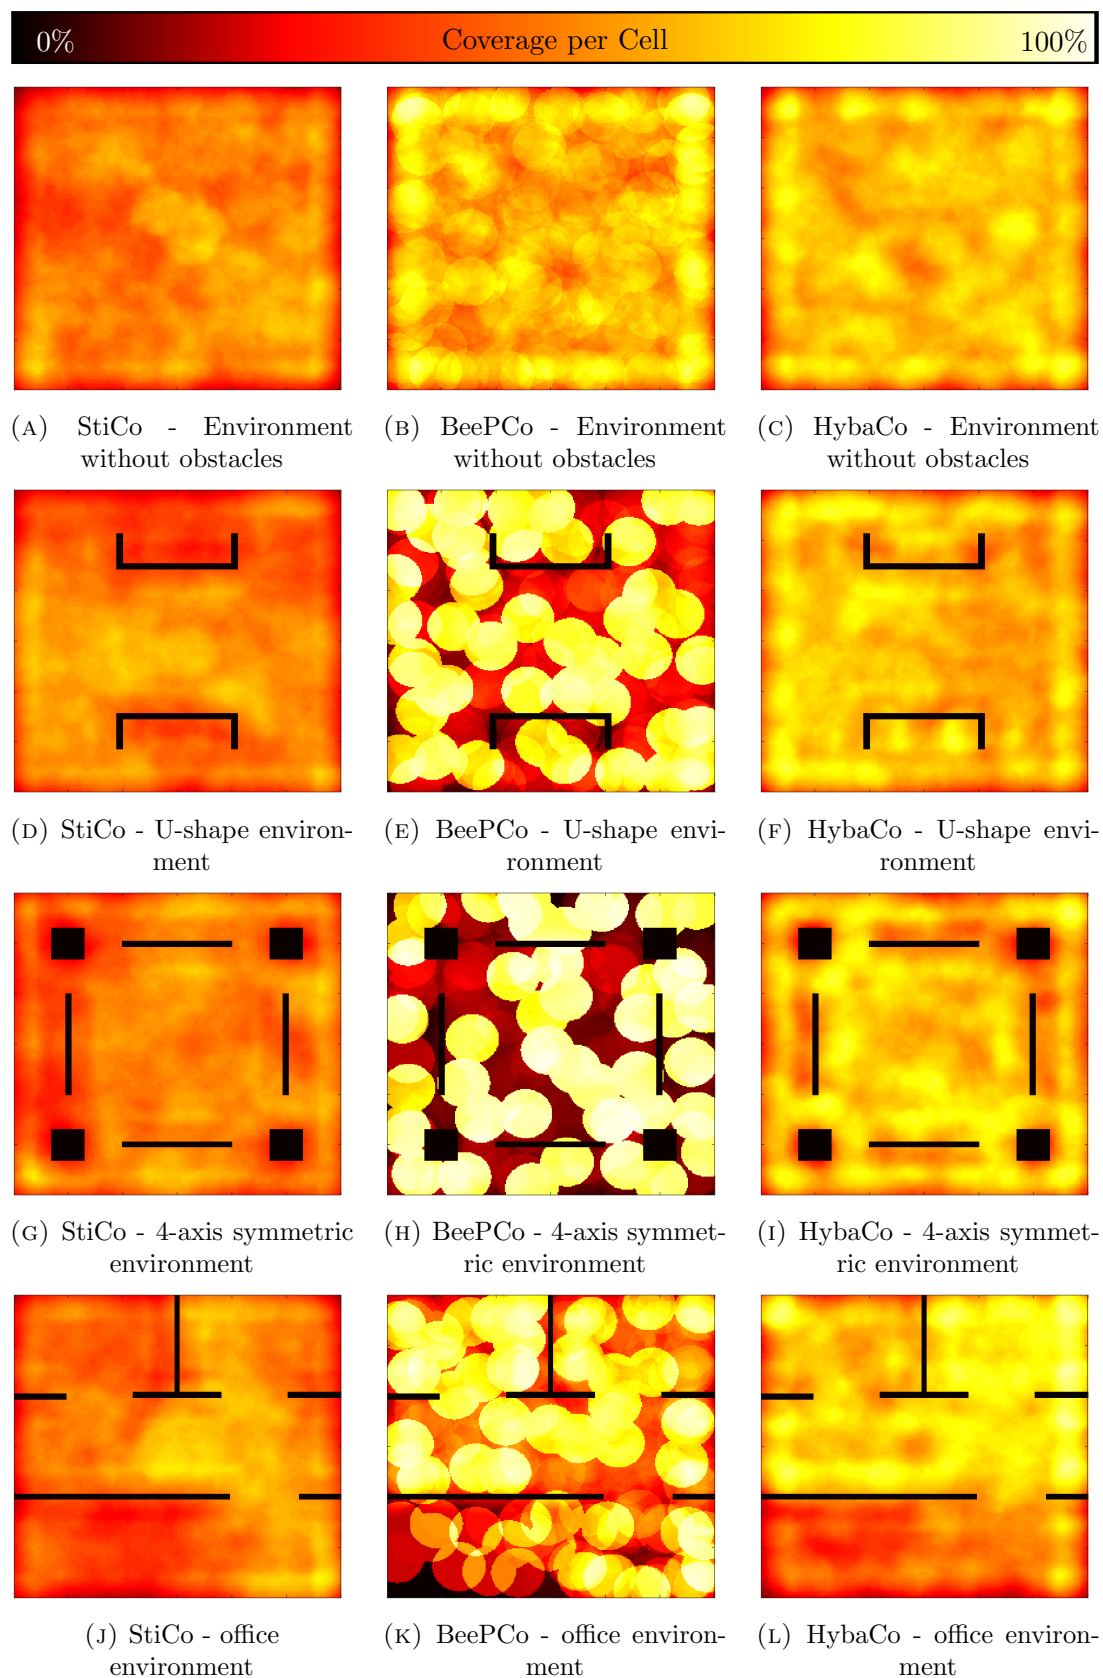 0% Coverage per Cell 100%
(A) StiCo - Environment without obstacles
(B) BeePCo - Environment without obstacles
(C) HybaCo - Environment without obstacles
(D) StiCo - U-shape environ-
ment
(E) BeePCo - U-shape envi-
ronment
(F) HybaCo - U-shape envi-
ronment
(G) StiCo - 4-axis symmetric
environment
(H) BeePCo - 4-axis symmet-
ric environment
(I) HybaCo - 4-axis symmet-
ric environment
(J) StiCo - office
environment
(K) BeePCo - office environ-
ment
(L) HybaCo - office environ-
ment